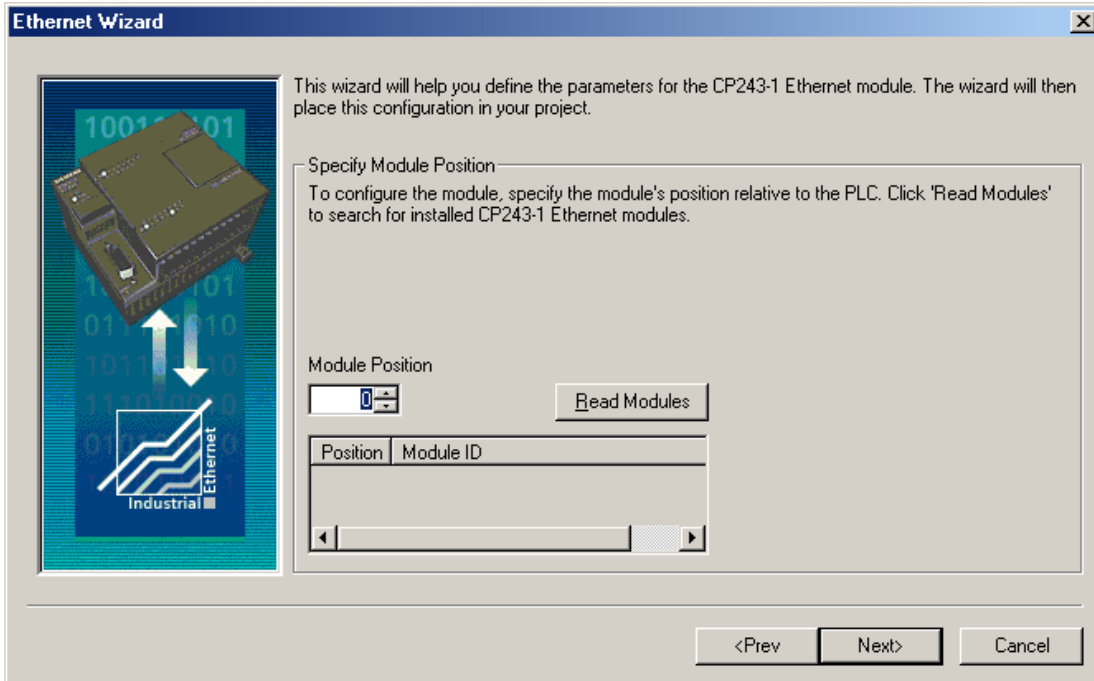 Ethernet Wizard
This wizard will help you define the parameters for the CP243-1 Ethernet module. The wizard will then
place this configuration in your project.
Specify Module Position
To configure the module, specify the module's position relative to the PLC. Click 'Read Modules'
to search for installed CP243-1 Ethernet modules.
Module Position
0
Read Modules
Position Module ID
Industrial Ethernet
<Prev Next> Cancel